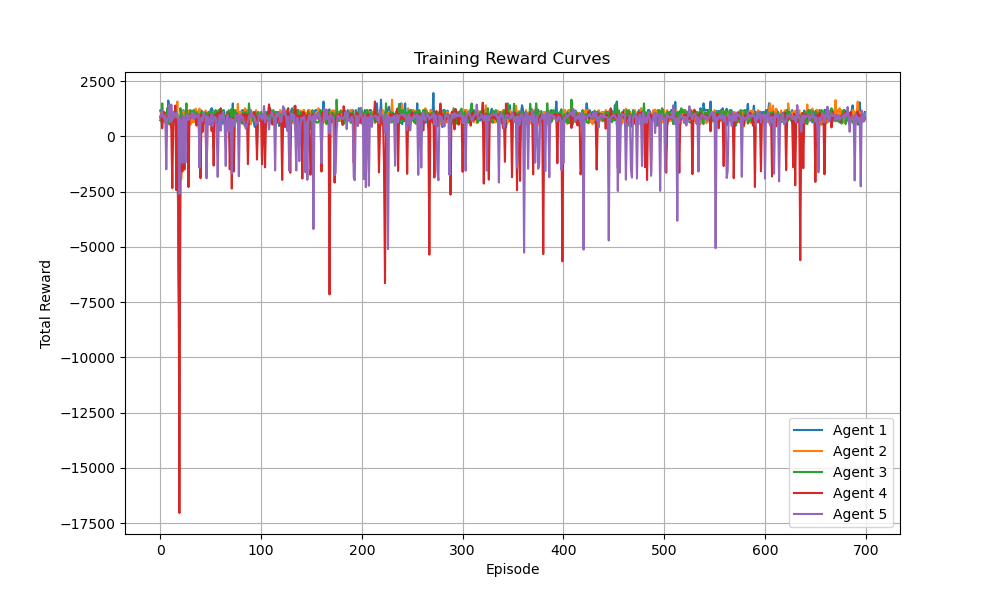 Training Reward Curves
2500
0
−2500
−5000
−7500
−10000
−12500
−15000
−17500
Total Reward
0 100 200 300 400 500 600 700
Episode
Agent 1
Agent 2
Agent 3
Agent 4
Agent 5